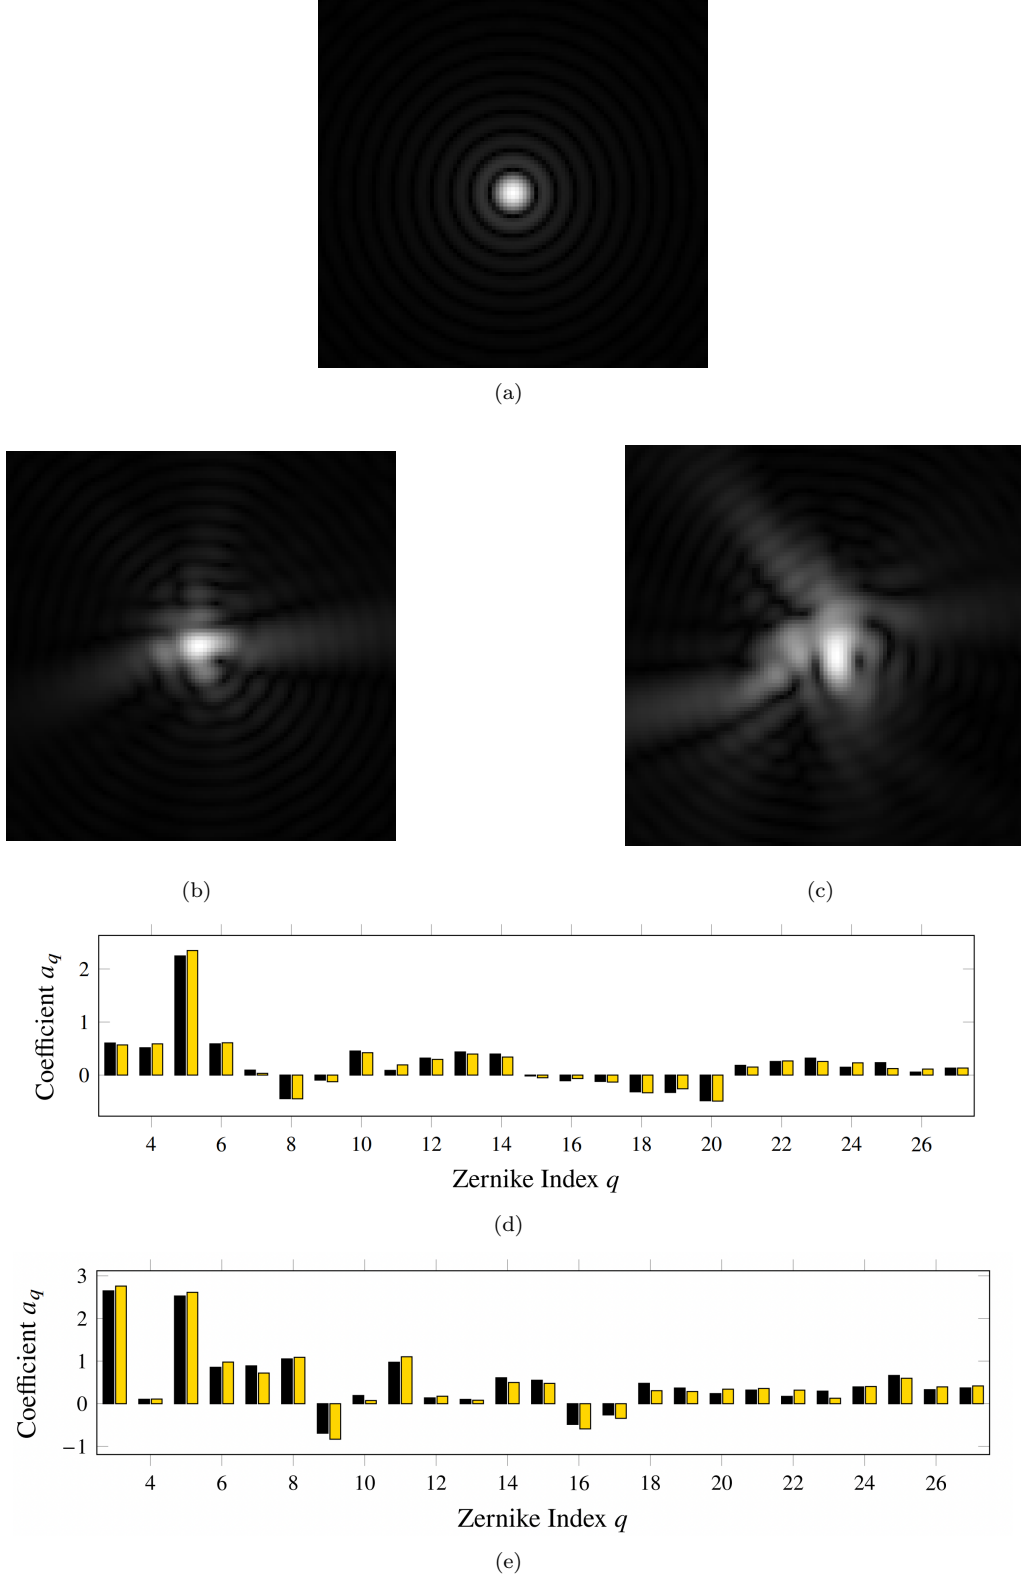 (a)
(b)
(c)
Coefficient a_q
2
1
0
4 6 8 10 12 14 16 18 20 22 24 26
Zernike Index q
(d)
Coefficient a_q
3
2
1
0
−1
4 6 8 10 12 14 16 18 20 22 24 26
Zernike Index q
(e)